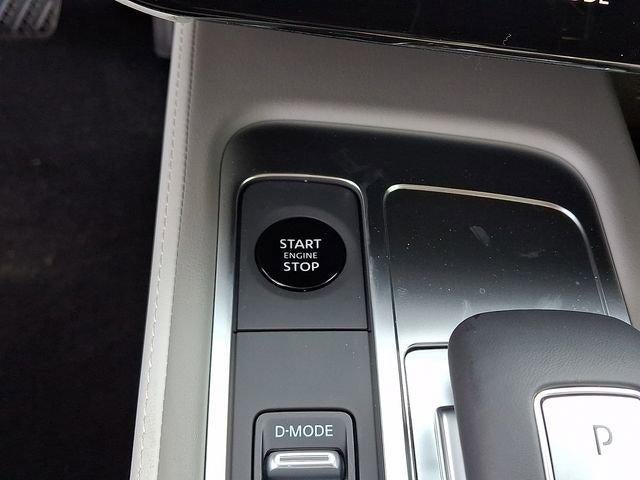 START
ENGINE
STOP
D-MODE
P